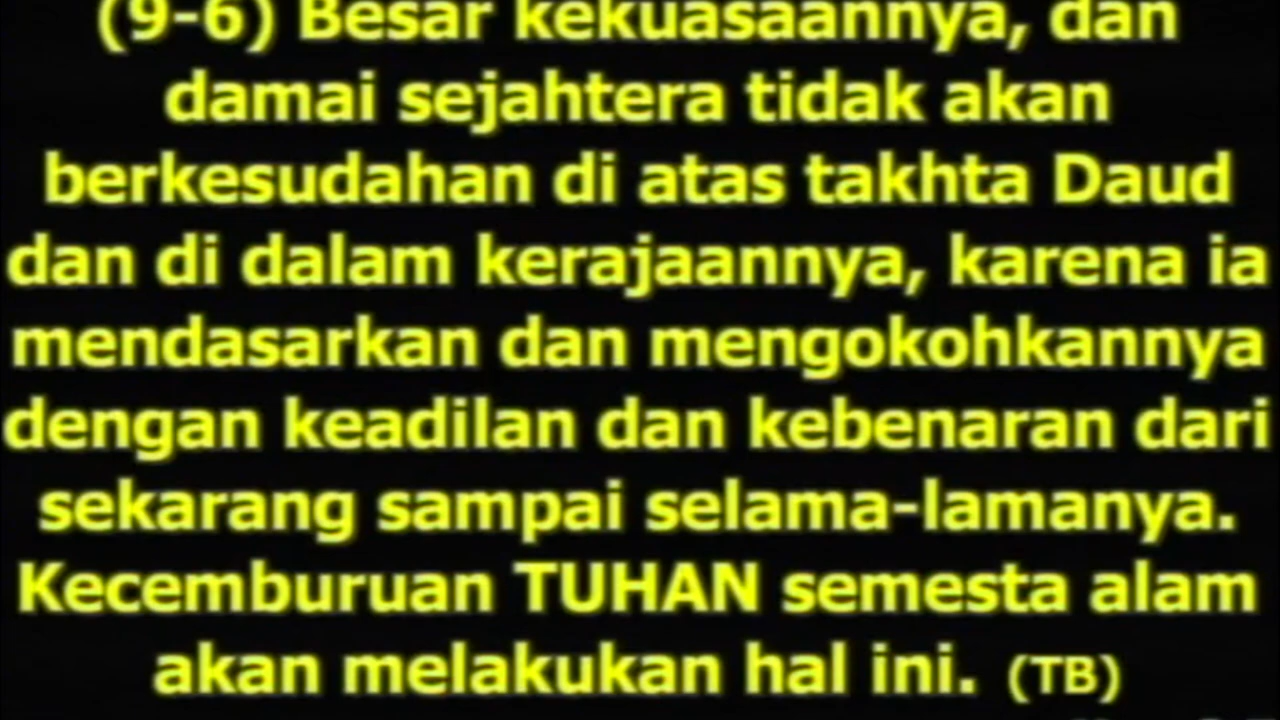 (9-6) Besar kekuasaannya, dan
damai sejahtera tidak akan
berkesudahan di atas takhta Daud
dan di dalam kerajaannya, karena ia
mendasarkan dan mengokohkannya
dengan keadilan dan kebenaran dari
sekarang sampai selama-lamanya.
Kecemburuan TUHAN semesta alam
akan melakukan hal ini. (TB)